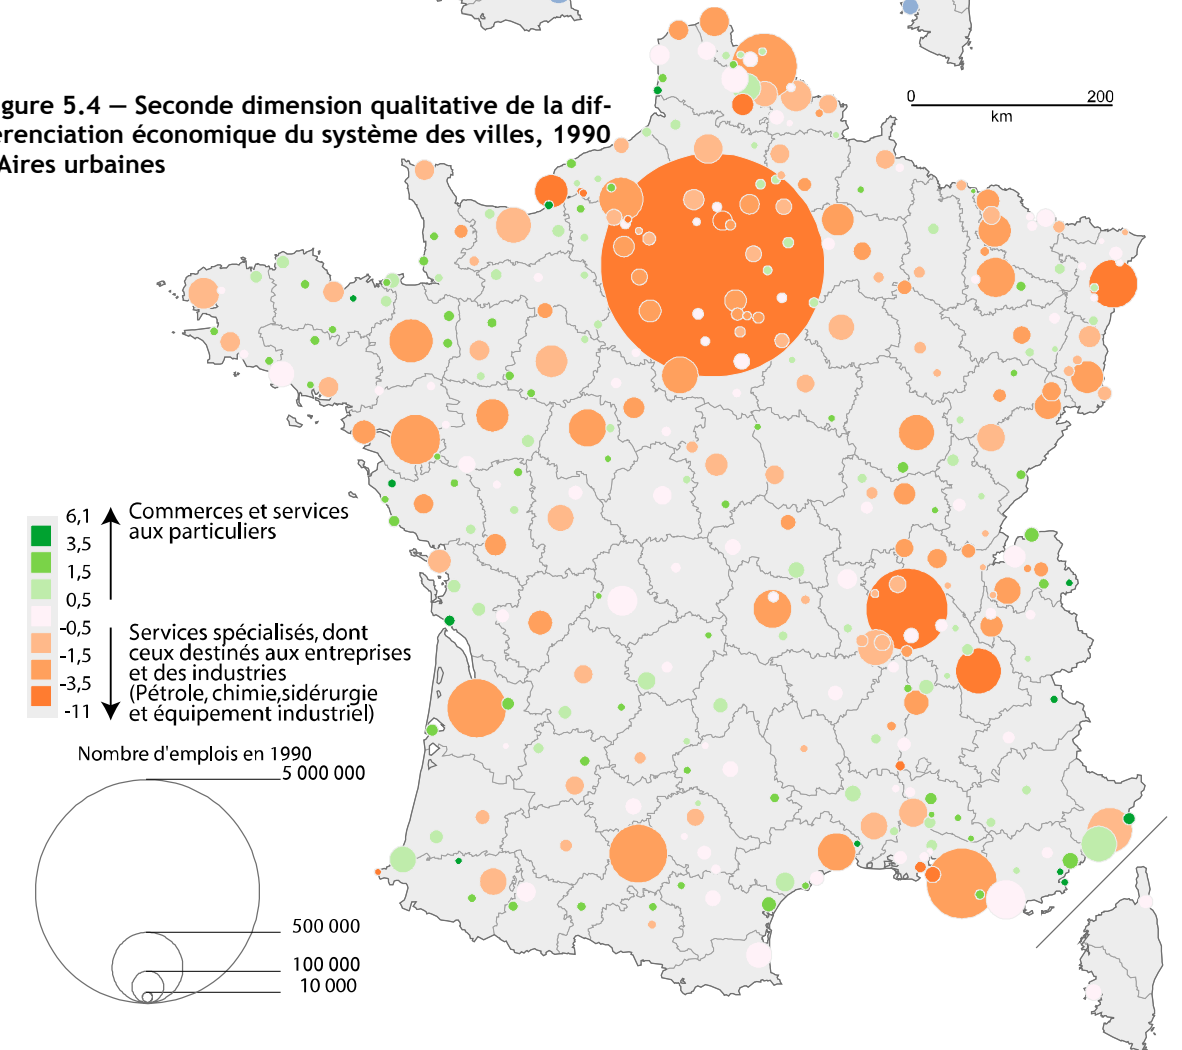 igure 5.4 — Seconde dimension qualitative de la dif-
érenciation économique du système des villes, 1990
Aires urbaines
0 200
km
6,1
3,5
1,5
0,5
-0,5
-1,5
-3,5
-11
Commerces et services
aux particuliers
Services spécialisés, dont
ceux destinés aux entreprises
et des industries
(Pétrole, chimie,sidérurgie
et équipement industriel)
Nombre d'emplois en 1990
5 000 000
500 000
100 000
10 000